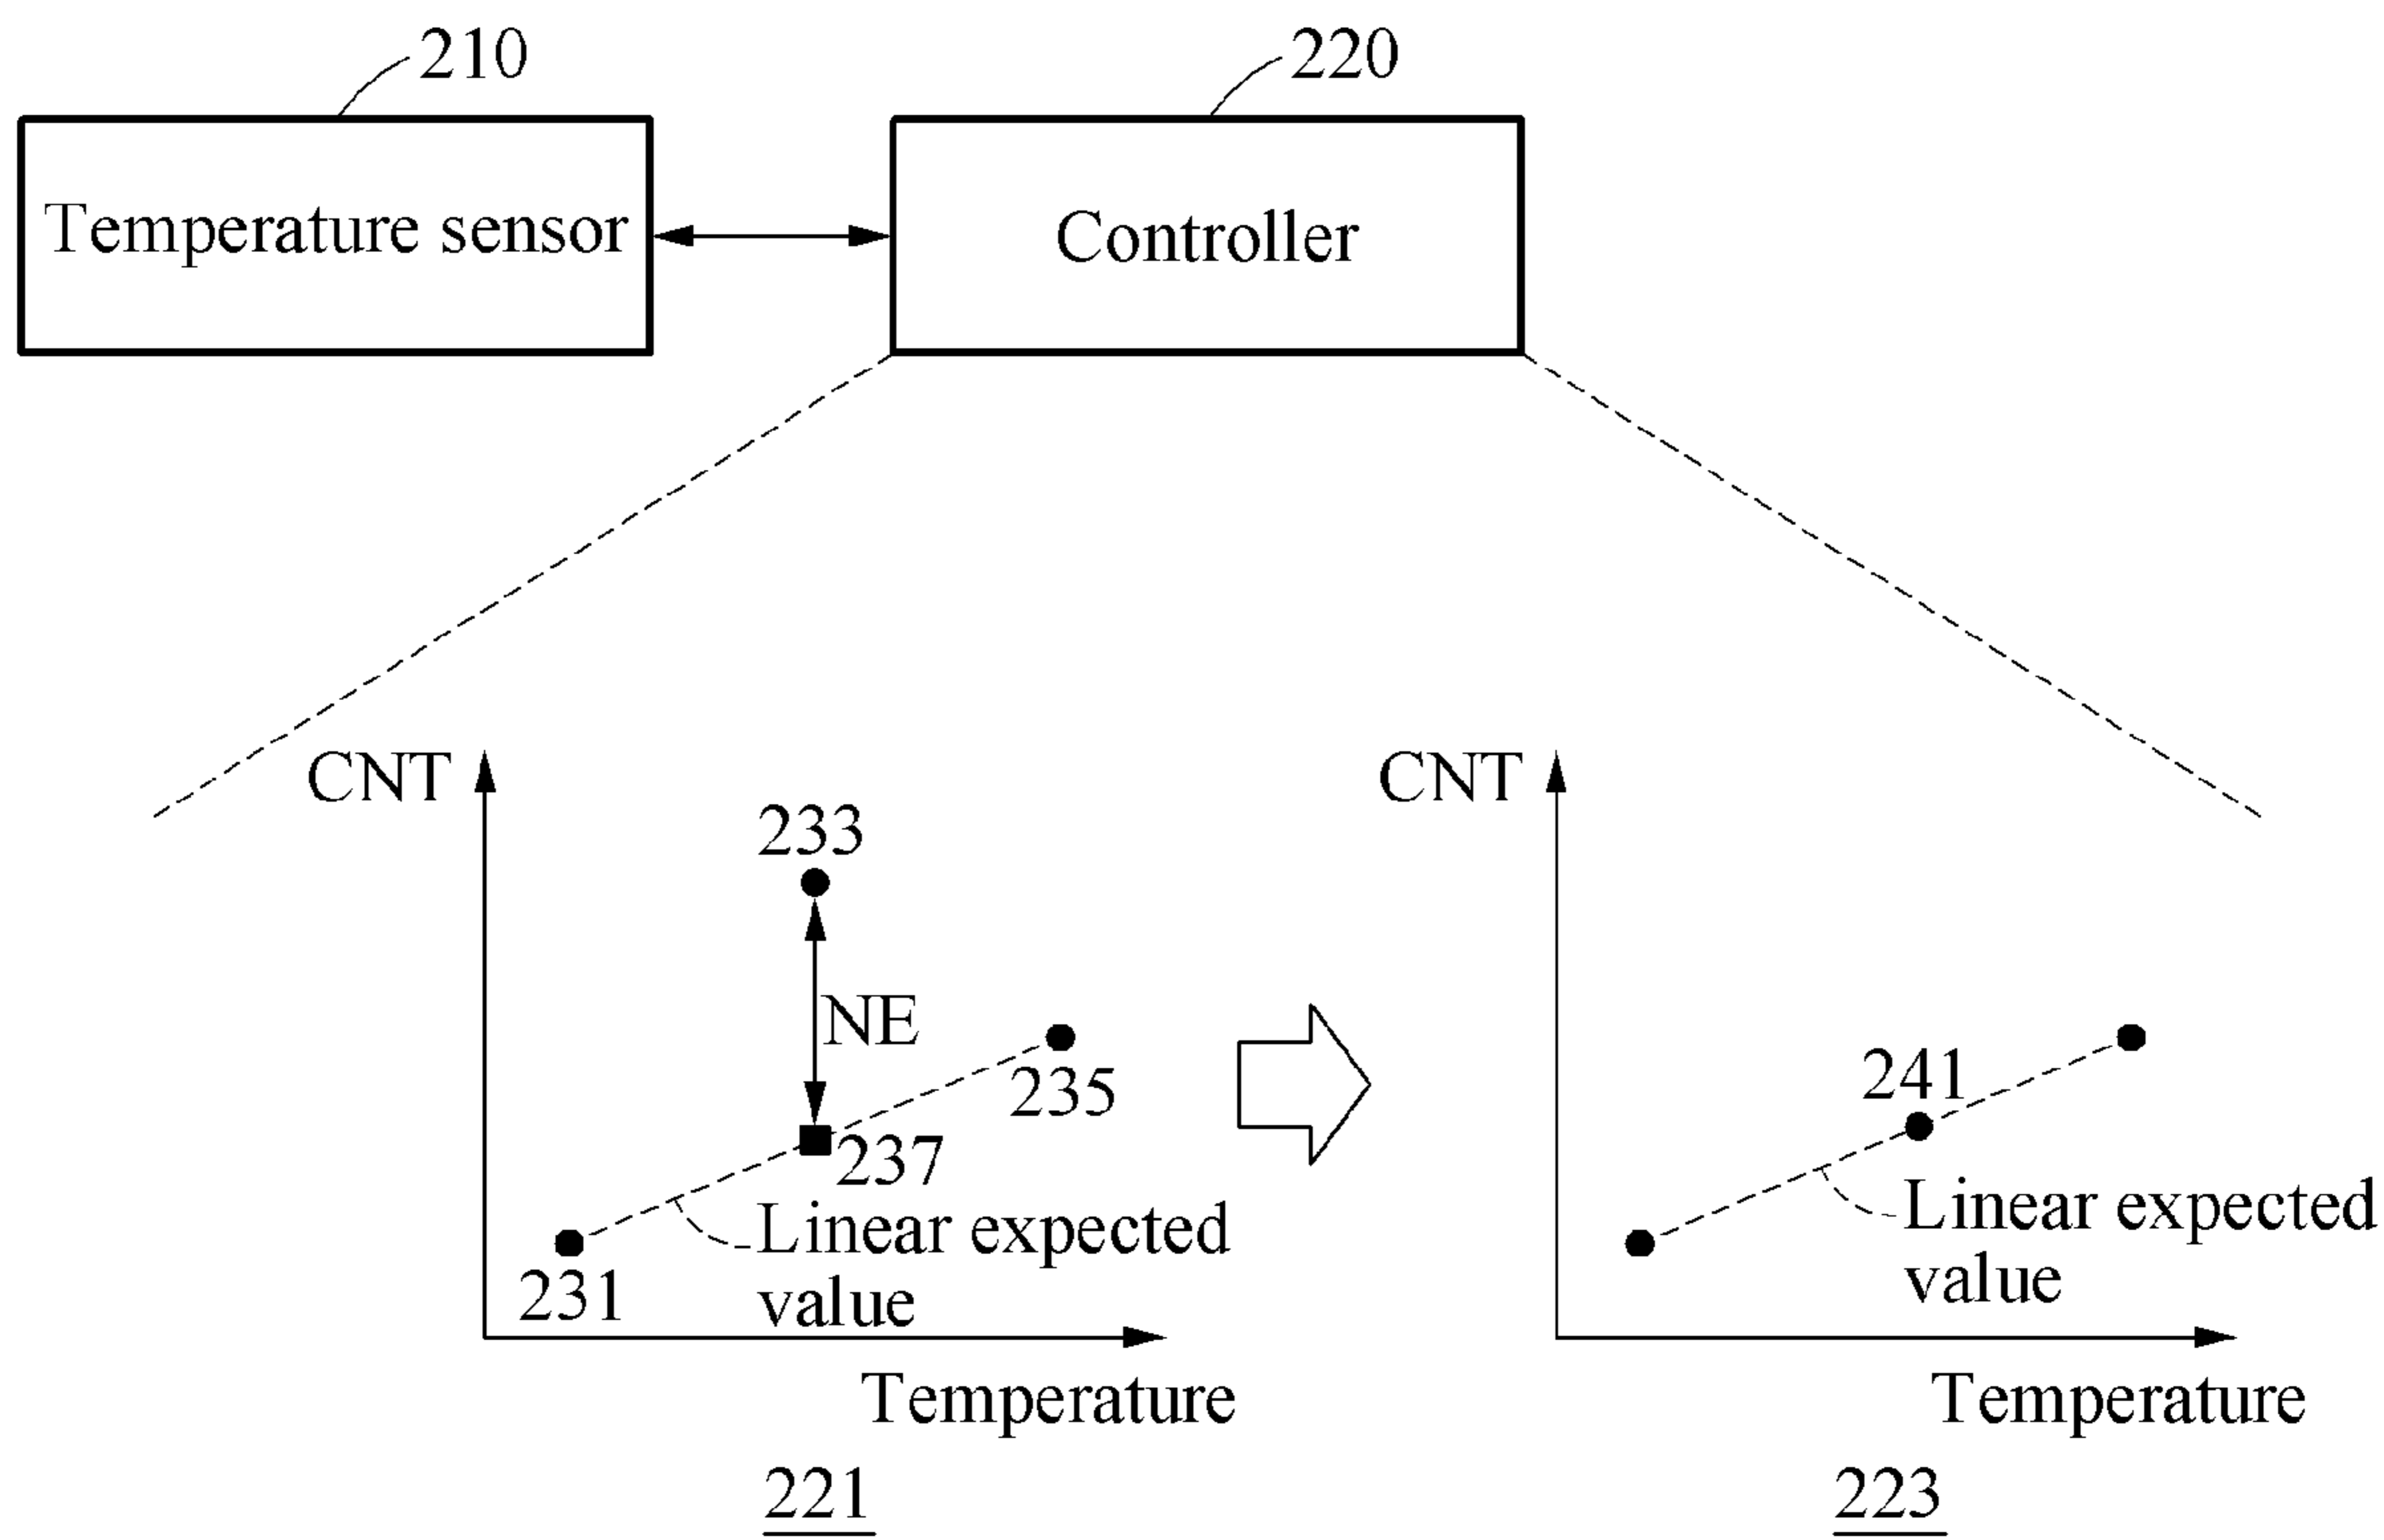 210
220
Temperature sensor
Controller
CNT
233
NE
235
237
Linear expected
value
231
Temperature
221
CNT
241
Linear expected
value
Temperature
223